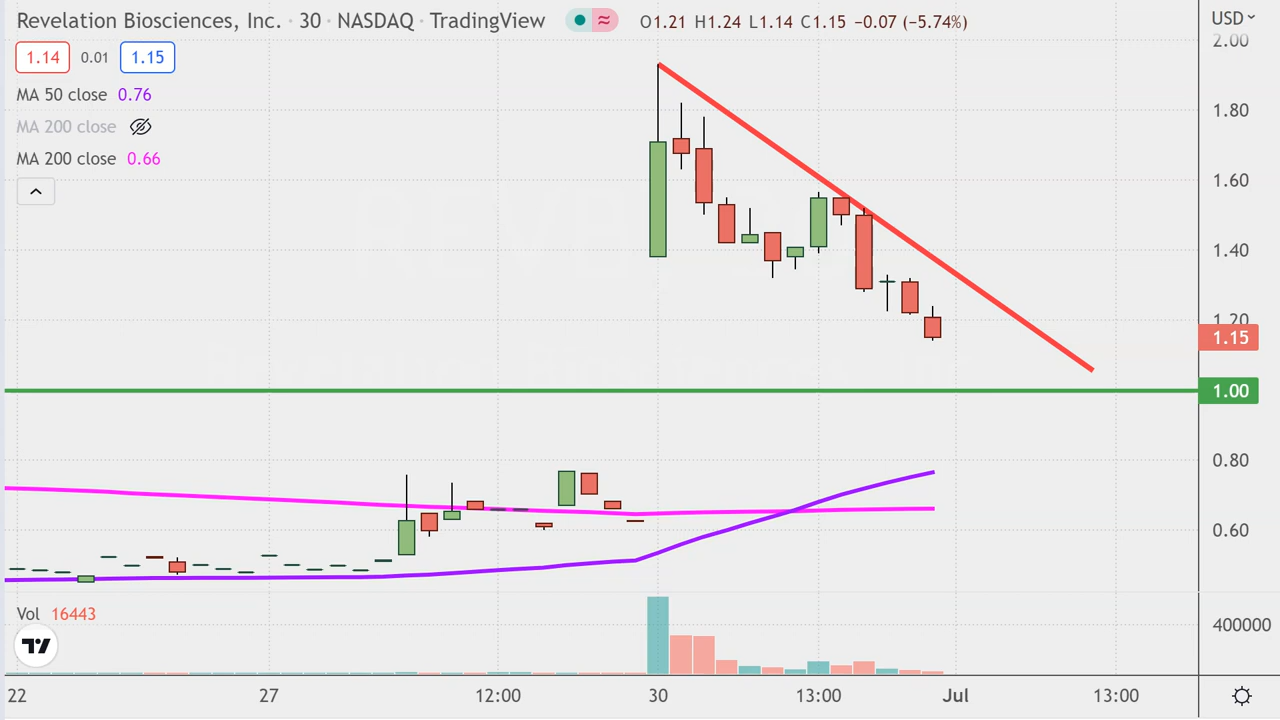 Revelation Biosciences, Inc. · 30 · NASDAQ · TradingView O1.21 H1.24 L1.14 C1.15 −0.07 (−5.74%)
USD
2.00
1.14 0.01 1.15
MA 50 close 0.76
MA 200 close
MA 200 close 0.66
1.80
1.60
1.40
1.20
1.15
1.00
0.80
0.60
Vol 16443
400000
22 27 12:00 30 13:00 Jul 13:00